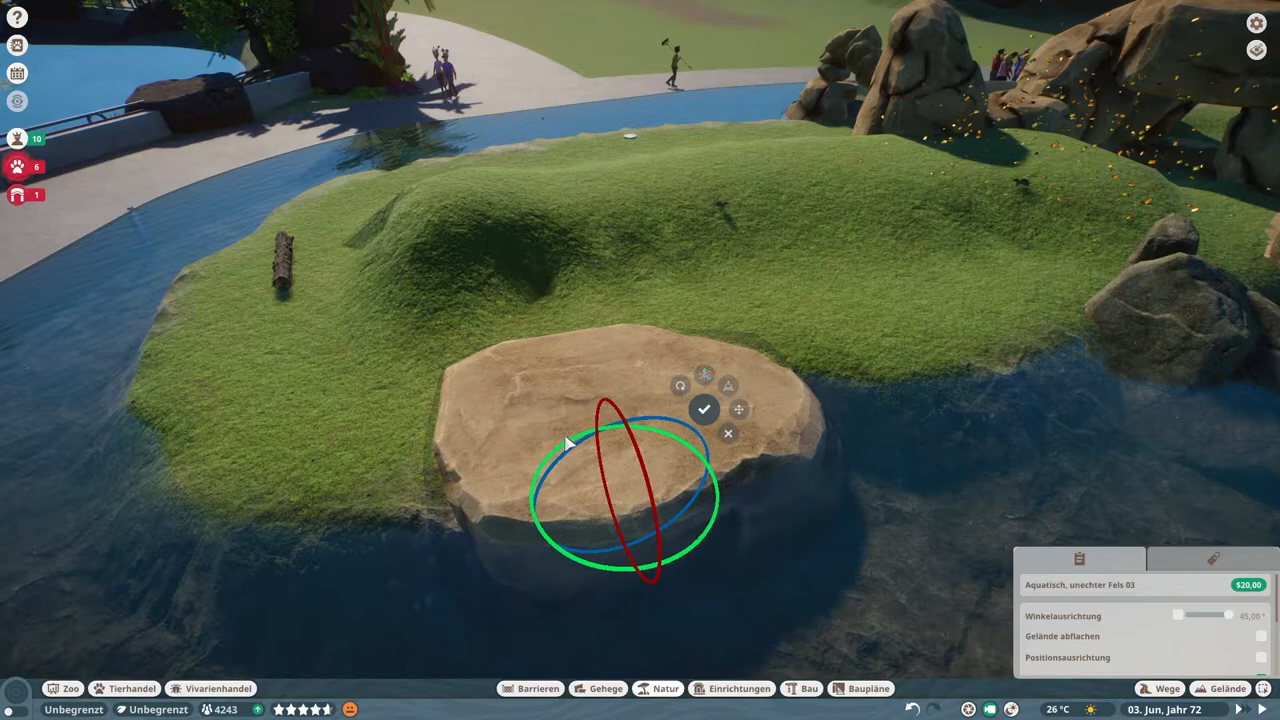 ?
10
6
1
Aquatisch, unechter Fels 03 $20,00
Winkelausrichtung 45,00 °
Gelände abflachen
Positionsausrichtung
Zoo Tierhandel Vivarienhandel Barrieren Gehege Natur Einrichtungen Bau Baupläne Wege Gelände
Unbegrenzt Unbegrenzt 4243 26 °C 03. Jun, Jahr 72